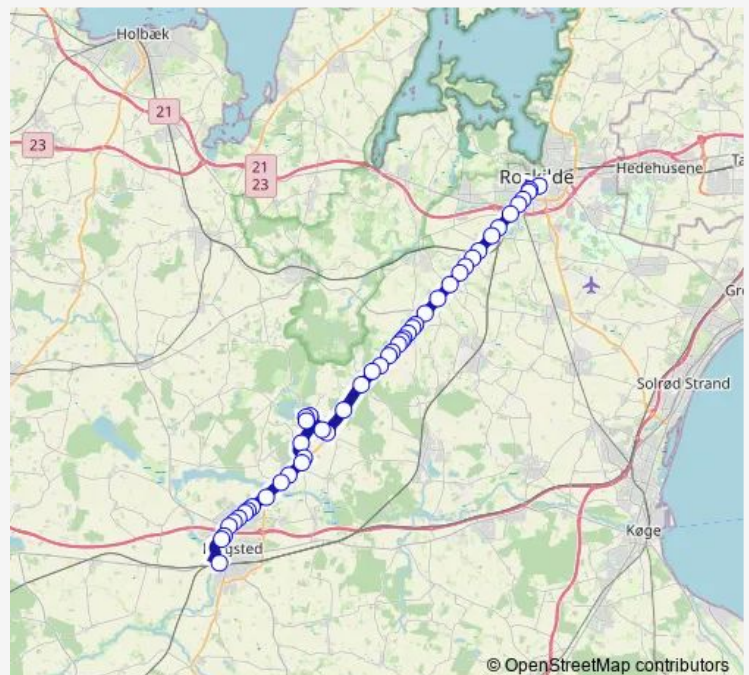 Holbæk
21
23
21
23
Hedehusene
Solrød Strand
Køge
© OpenStreetMap contributors